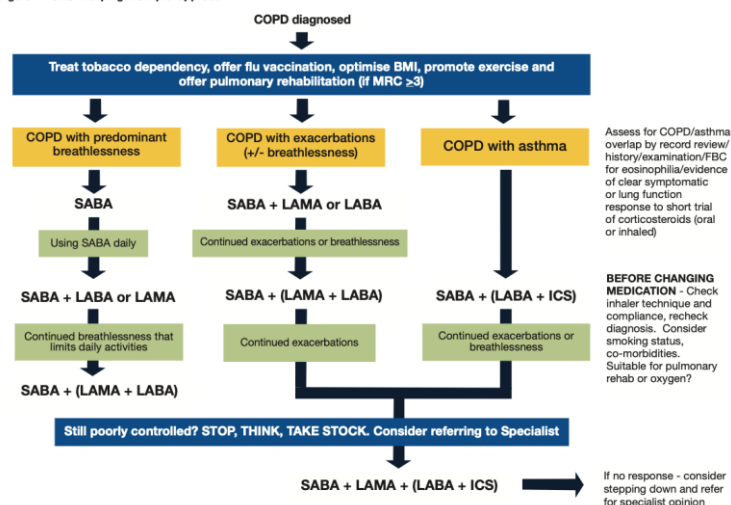 COPD diagnosed
Treat tobacco dependency, offer flu vaccination, optimise BMI, promote exercise and
offer pulmonary rehabilitation (if MRC ≥3)
COPD with predominant
breathlessness
SABA
Using SABA daily
SABA + LABA or LAMA
Continued breathlessness that
limits daily activities
SABA + (LAMA + LABA)
COPD with exacerbations
(+/- breathlessness)
SABA + LAMA or LABA
Continued exacerbations or breathlessness
SABA + (LAMA + LABA)
Continued exacerbations
COPD with asthma
SABA + (LABA + ICS)
Continued exacerbations or
breathlessness
Assess for COPD/asthma
overlap by record review/
history/examination/FBC
for eosinophilia/evidence
of clear symptomatic
or lung function
response to short trial
of corticosteroids (oral
or inhaled)
BEFORE CHANGING
MEDICATION - Check
inhaler technique and
compliance, recheck
diagnosis. Consider
smoking status,
co-morbidities.
Suitable for pulmonary
rehab or oxygen?
Still poorly controlled? STOP, THINK, TAKE STOCK. Consider referring to Specialist
SABA + LAMA + (LABA + ICS)
If no response - consider
stepping down and refer
for specialist opinion